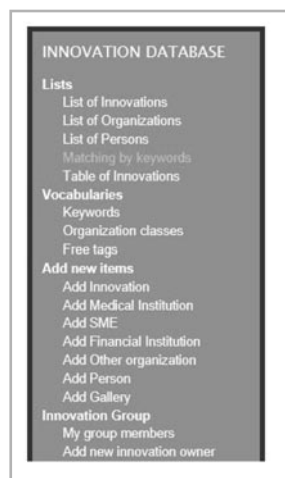 INNOVATION DATABASE
Lists
List of Innovations
List of Organizations
List of Persons
Matching by keywords
Table of Innovations
Vocabularies
Keywords
Organization classes
Free tags
Add new items
Add Innovation
Add Medical Institution
Add SME
Add Financial Institution
Add Other organization
Add Person
Add Gallery
Innovation Group
My group members
Add new innovation owner